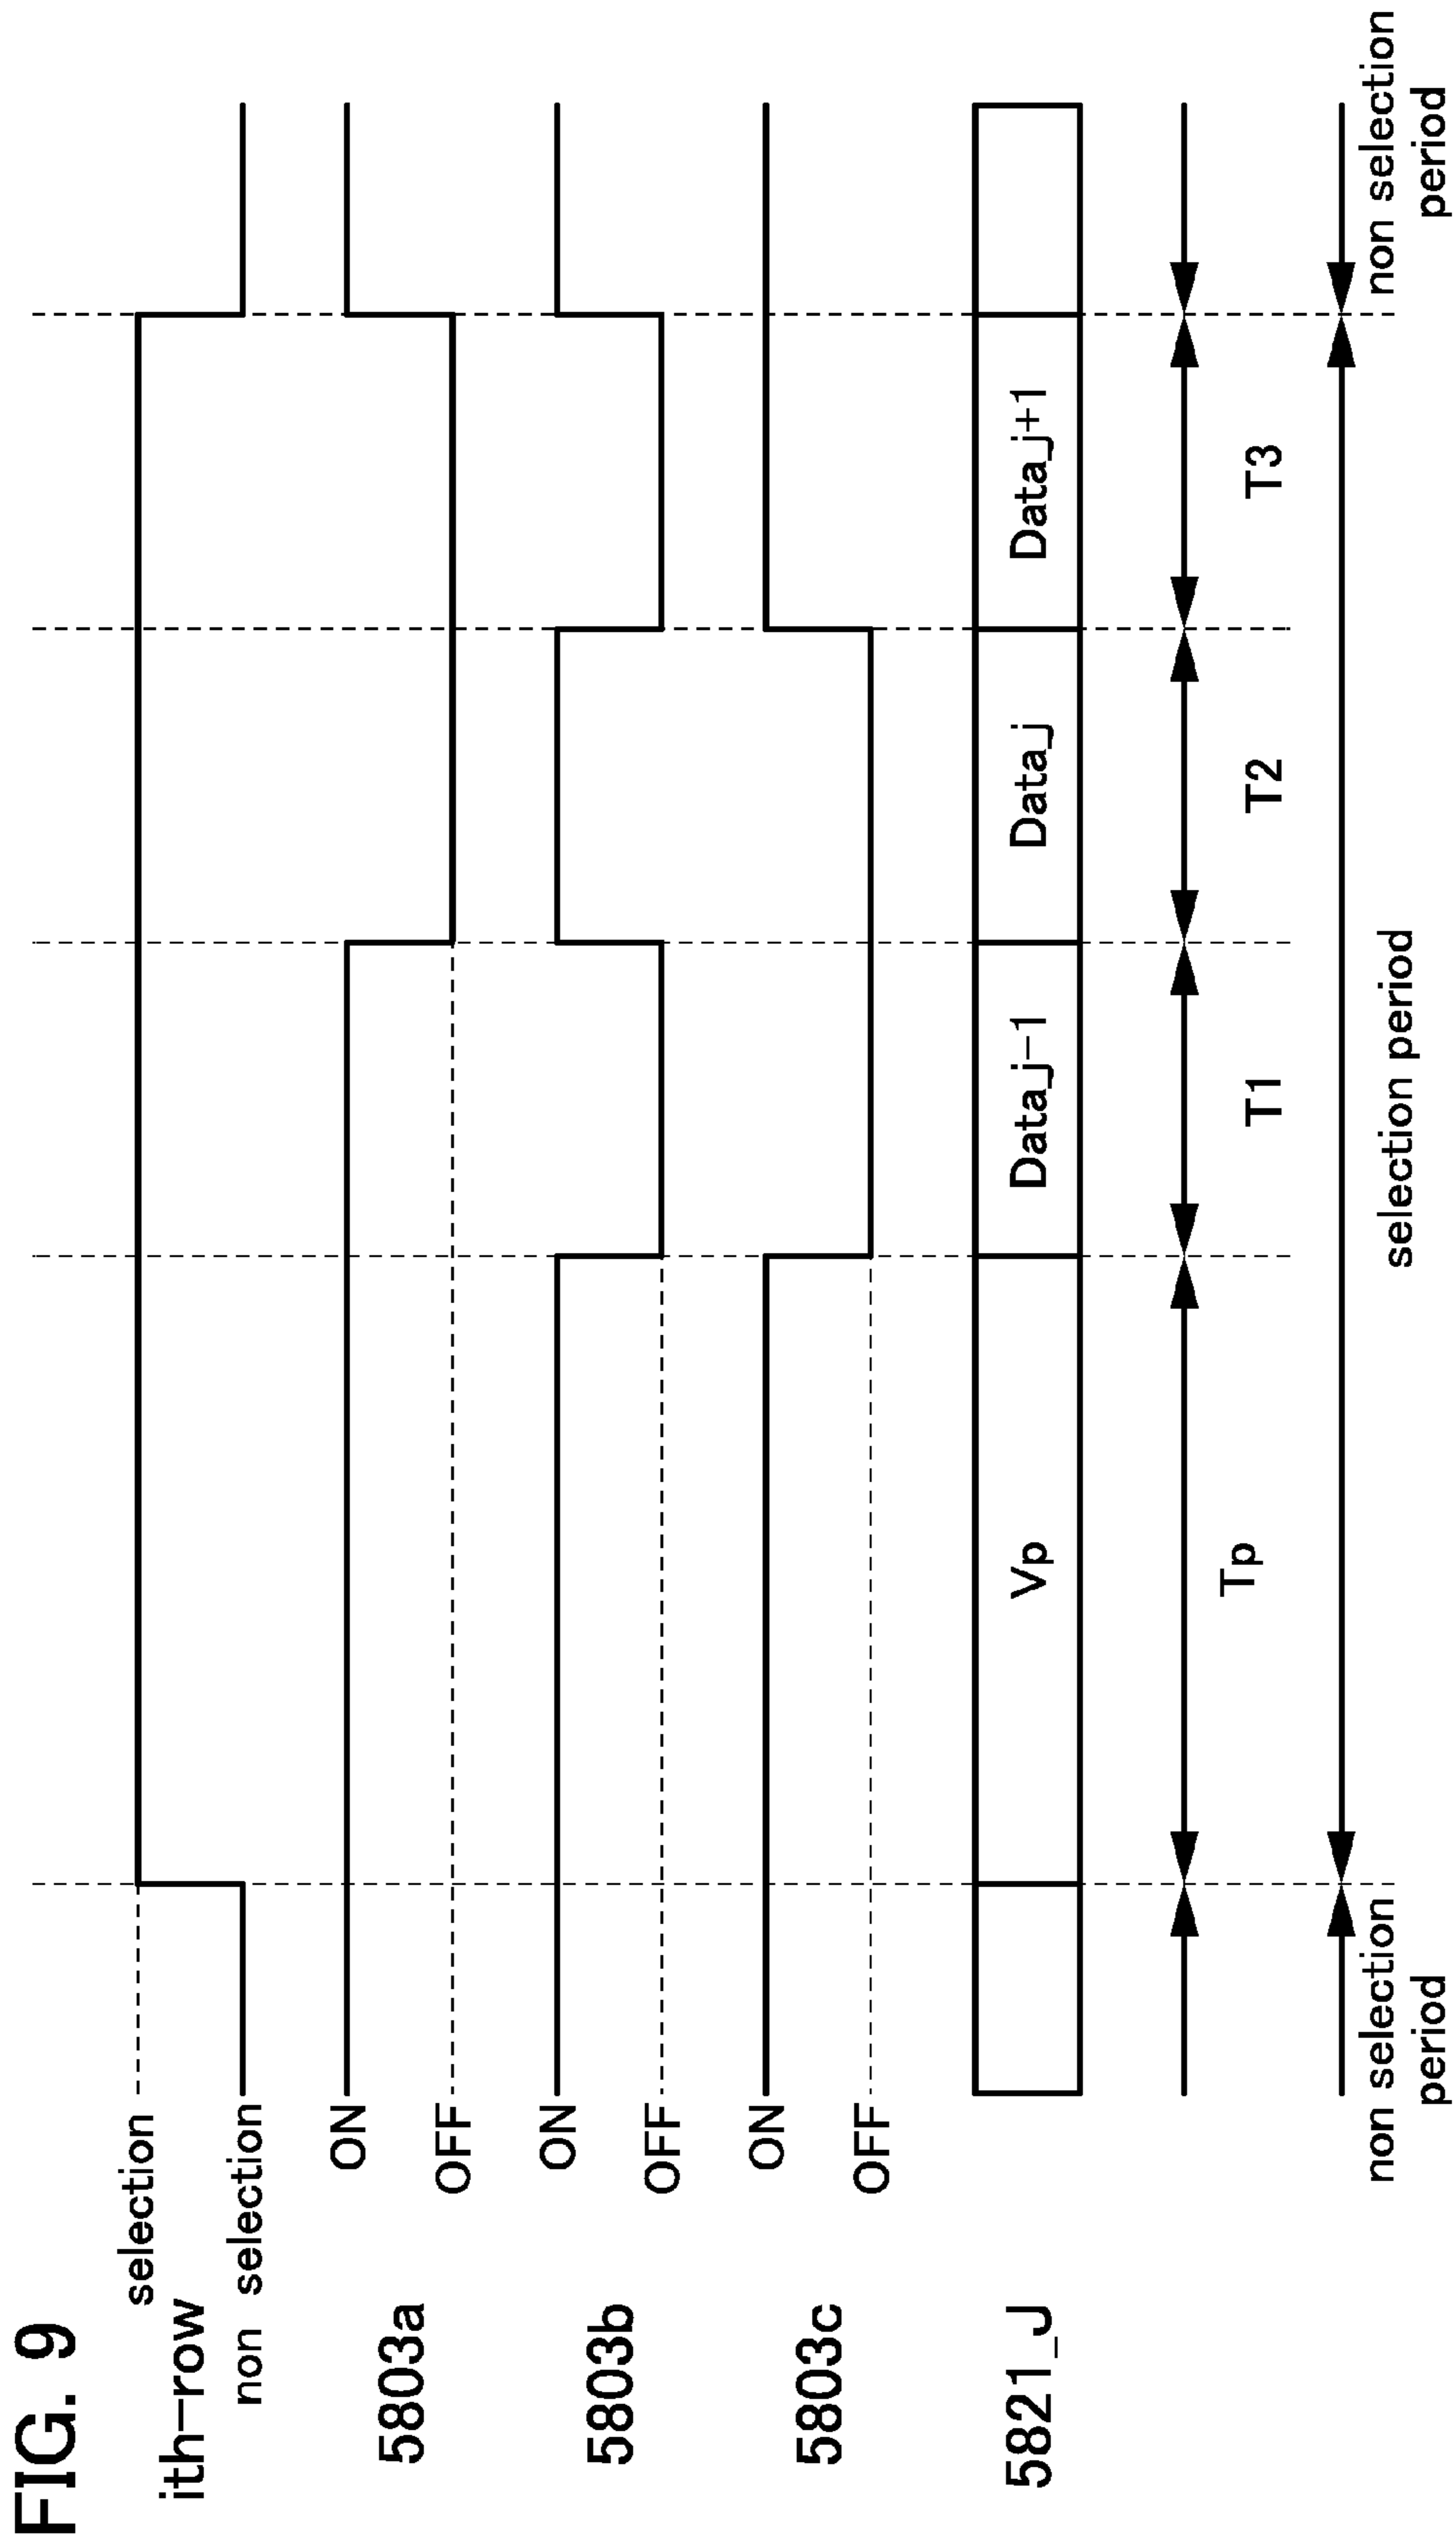 FIG. 9
selection
ith-row
non selection
ON
5803a
OFF
ON
5803b
OFF
ON
5803c
OFF
5821_J
Vp
Data_j-1
Data_j
Data_j+1
Tp
T1
T2
T3
non selection
period
selection period
non selection
period